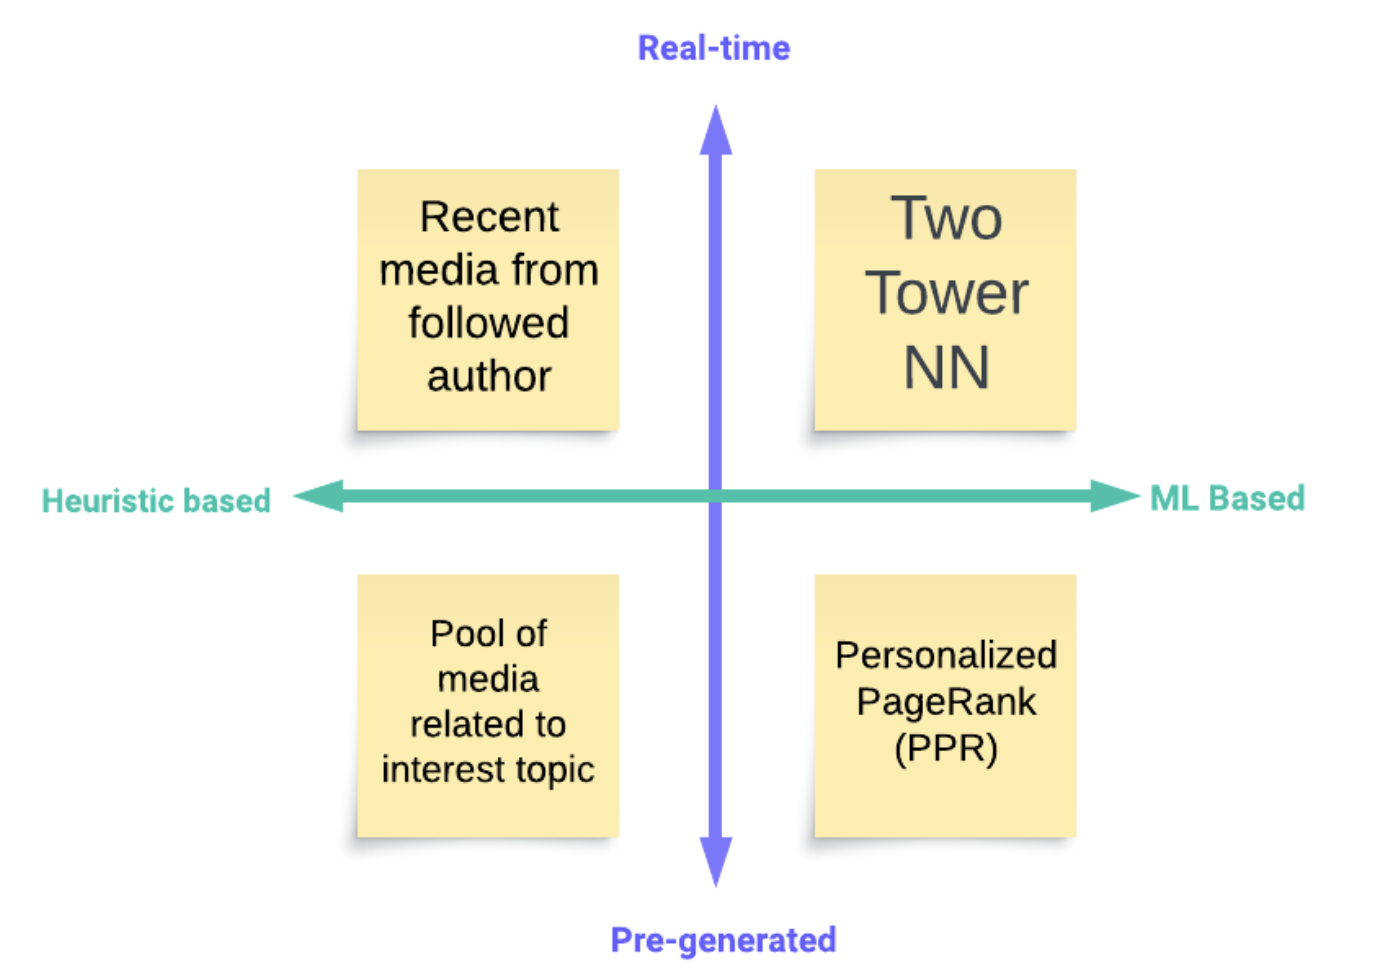 Real-time
Recent
media from
followed
author
Two
Tower
NN
Heuristic based
ML Based
Pool of
media
related to
interest topic
Personalized
PageRank
(PPR)
Pre-generated